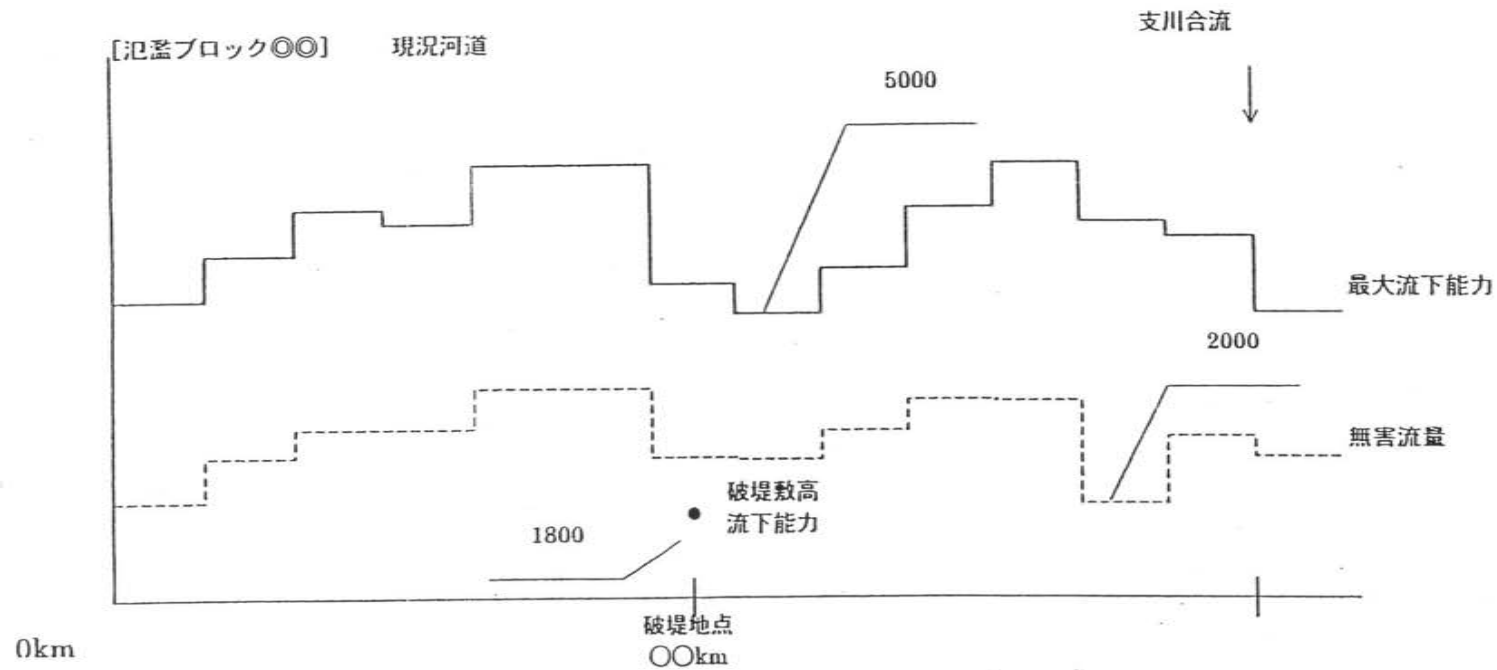 支川合流
[氾濫ブロック◎◎] 現況河道
5000
最大流下能力
2000
無害流量
破堤敷高
流下能力
1800
破堤地点
○○km
0km